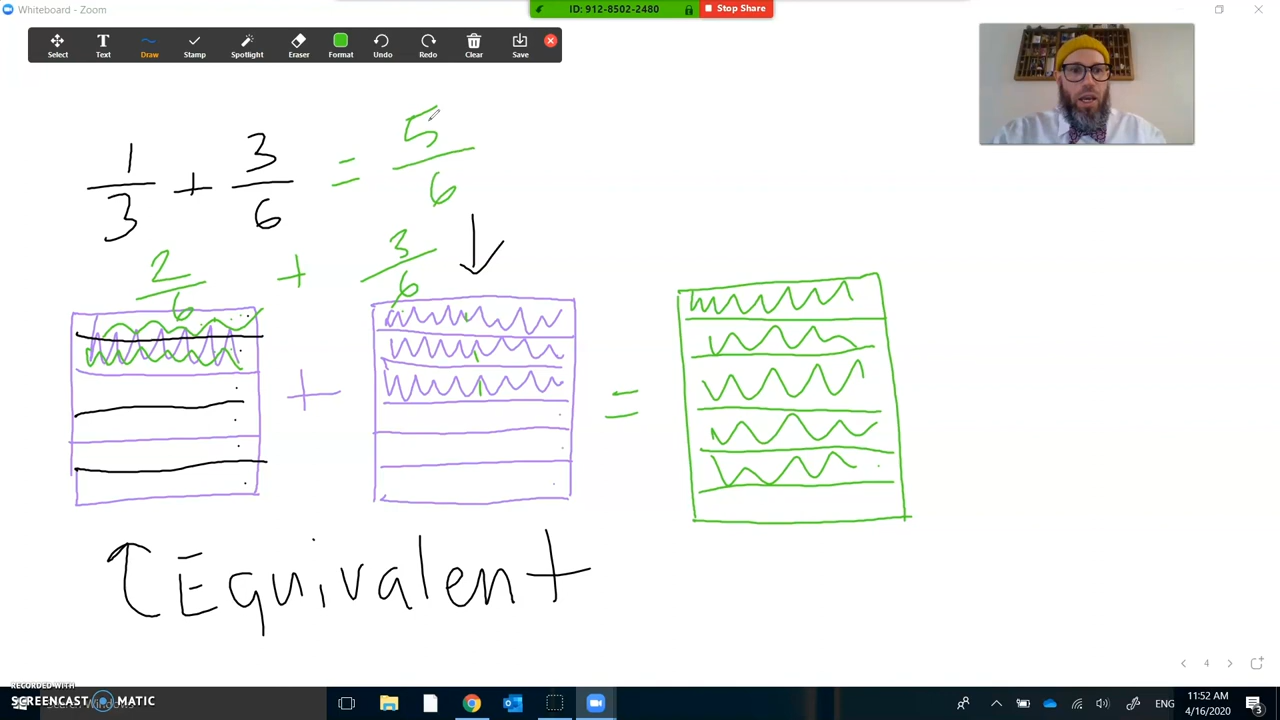 Whiteboard - Zoom
ID: 912-8502-2480 Stop Share
Select Text Draw Stamp Spotlight Eraser Format Undo Redo Clear Save
1/3 + 3/6 = 5/6
2/6 + 3/6
+ =
Equivalent
4
RECORDED WITH
SCREENCAST MATIC
ENG
11:52 AM
4/16/2020
3